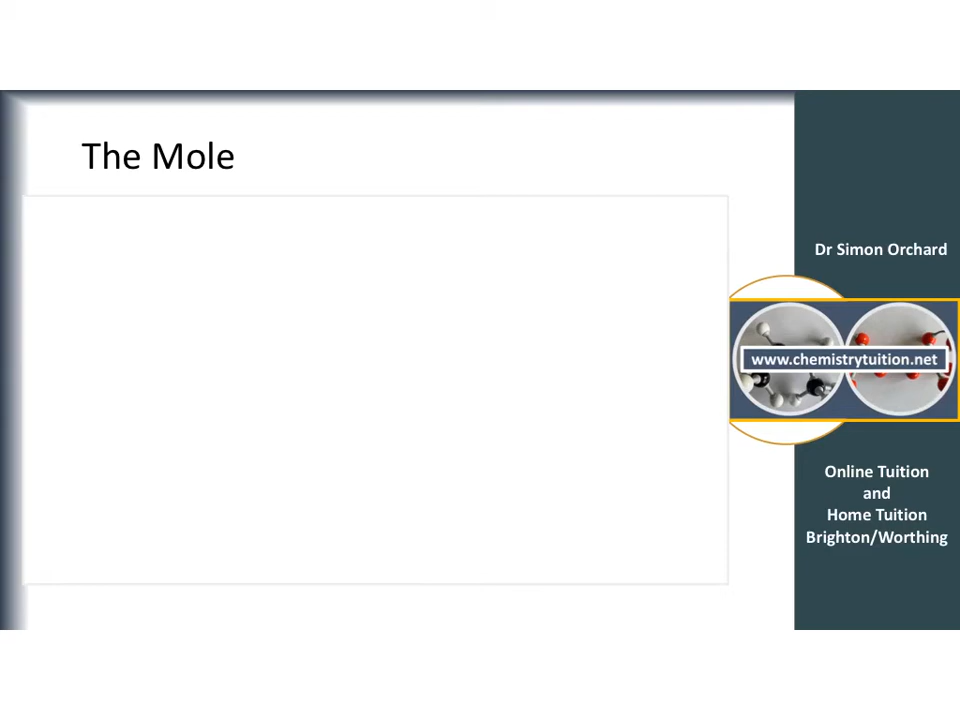 The Mole
Dr Simon Orchard
www.chemistrytuition.net
Online Tuition
and
Home Tuition
Brighton/Worthing